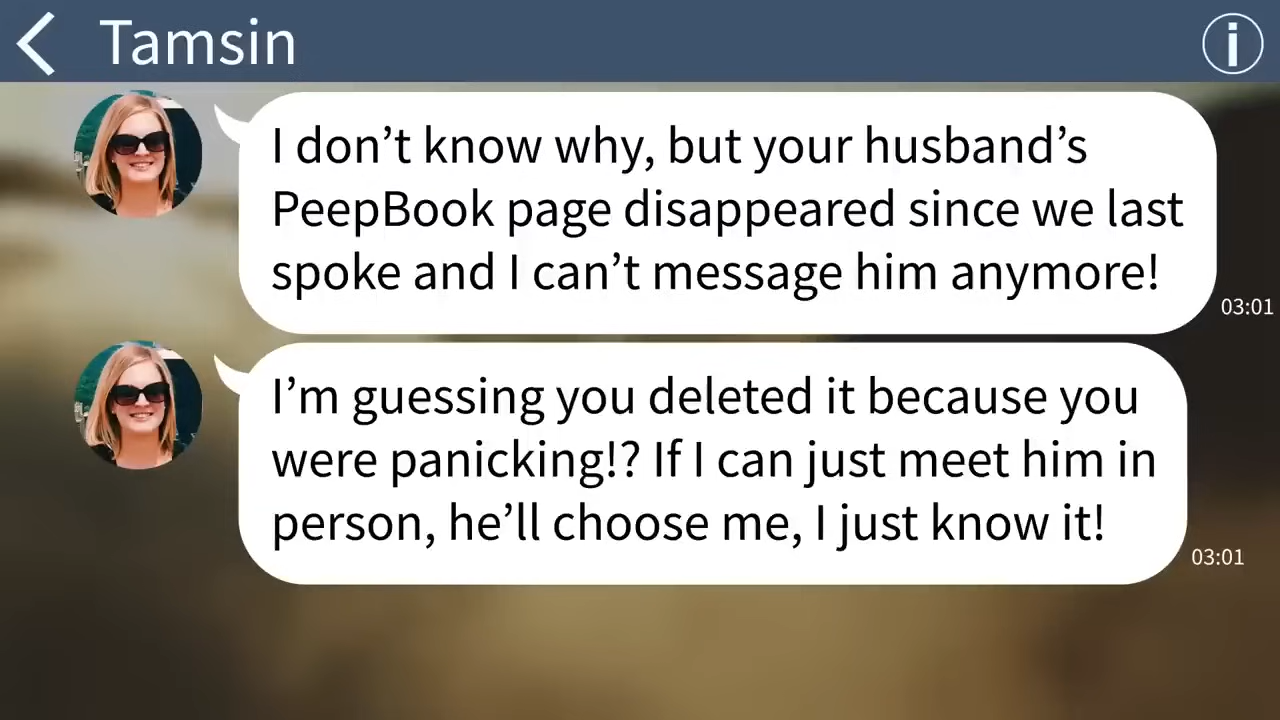 Tamsin
I don’t know why, but your husband’s
PeepBook page disappeared since we last
spoke and I can’t message him anymore!
03:01
I’m guessing you deleted it because you
were panicking!? If I can just meet him in
person, he’ll choose me, I just know it!
03:01